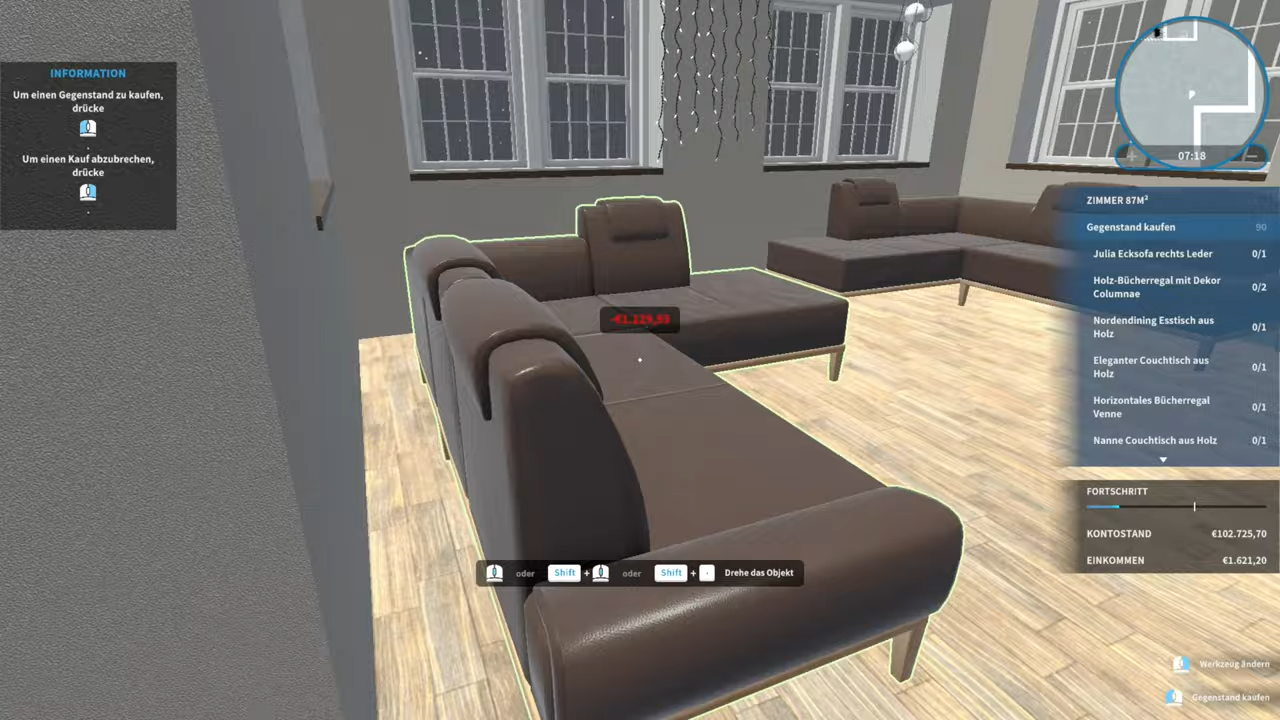 INFORMATION
Um einen Gegenstand zu kaufen,
drücke
Um einen Kauf abzubrechen,
drücke
07:18
ZIMMER 87M²
Gegenstand kaufen 90
Julia Ecksofa rechts Leder 0/1
Holz-Bücherregal mit Dekor
Columnae 0/2
Nordendining Esstisch aus
Holz 0/1
Eleganter Couchtisch aus
Holz 0/1
Horizontales Bücherregal
Venne 0/1
Nanne Couchtisch aus Holz 0/1
FORTSCHRITT
KONTOSTAND €102.725,70
EINKOMMEN €1.621,20
oder Shift + oder Shift + . Drehe das Objekt
Werkzeug ändern
Gegenstand kaufen